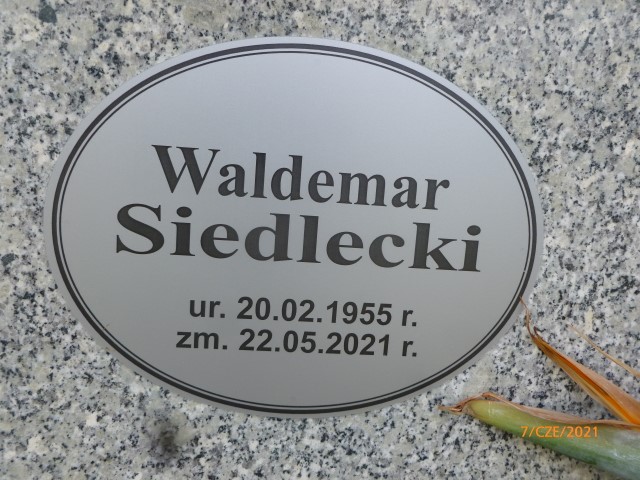 Waldemar
Siedlecki
ur. 20.02.1955 r.
zm. 22.05.2021 r.
7/CZE/2021